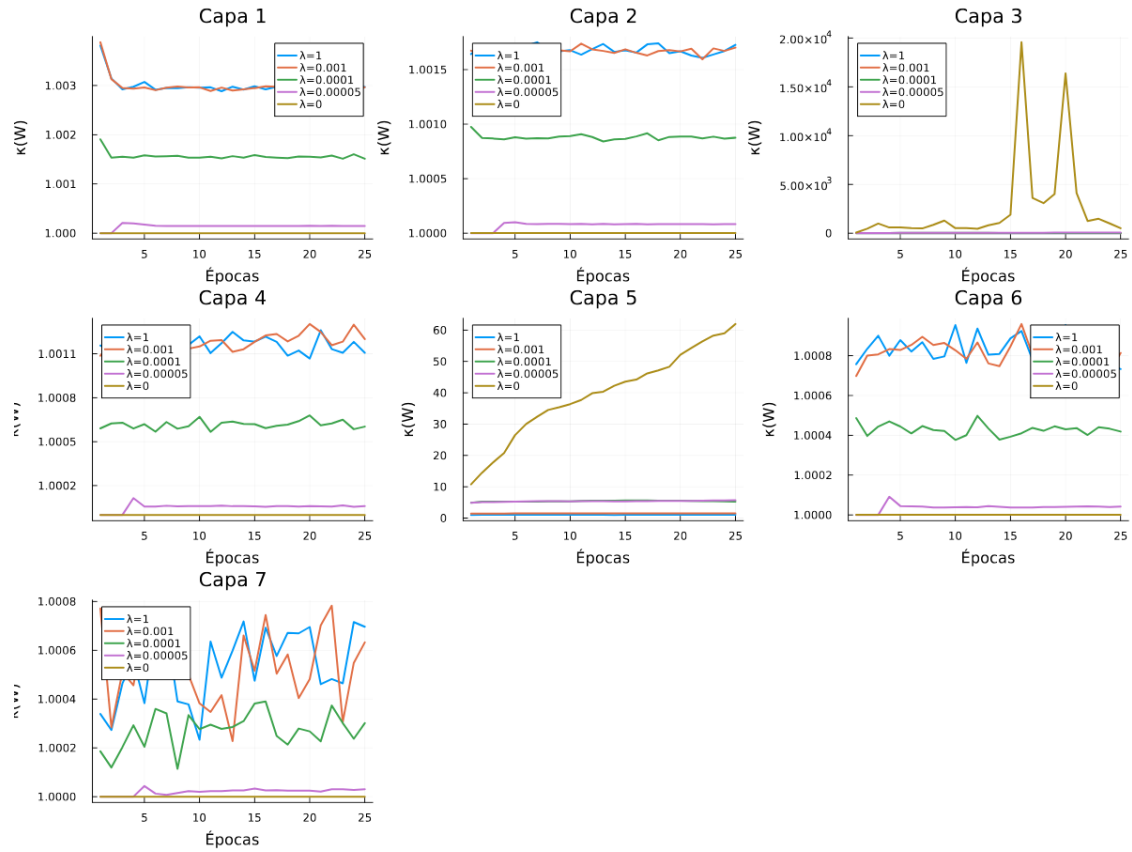 Capa 1
κ(W)
1.003
1.002
1.001
1.000
λ=1
λ=0.001
λ=0.0001
λ=0.00005
λ=0
5 10 15 20 25
Épocas
Capa 2
κ(W)
1.0015
1.0010
1.0005
1.0000
λ=1
λ=0.001
λ=0.0001
λ=0.00005
λ=0
5 10 15 20 25
Épocas
Capa 3
κ(W)
2.00×10⁴
1.50×10⁴
1.00×10⁴
5.00×10³
0
λ=1
λ=0.001
λ=0.0001
λ=0.00005
λ=0
5 10 15 20 25
Épocas
Capa 4
κ(W)
1.0011
1.0008
1.0005
1.0002
λ=1
λ=0.001
λ=0.0001
λ=0.00005
λ=0
5 10 15 20 25
Épocas
Capa 5
κ(W)
60
50
40
30
20
10
0
λ=1
λ=0.001
λ=0.0001
λ=0.00005
λ=0
5 10 15 20 25
Épocas
Capa 6
κ(W)
1.0008
1.0004
1.0002
1.0000
λ=1
λ=0.001
λ=0.0001
λ=0.00005
λ=0
5 10 15 20 25
Épocas
Capa 7
κ(W)
1.0008
1.0006
1.0004
1.0002
1.0000
λ=1
λ=0.001
λ=0.0001
λ=0.00005
λ=0
5 10 15 20 25
Épocas